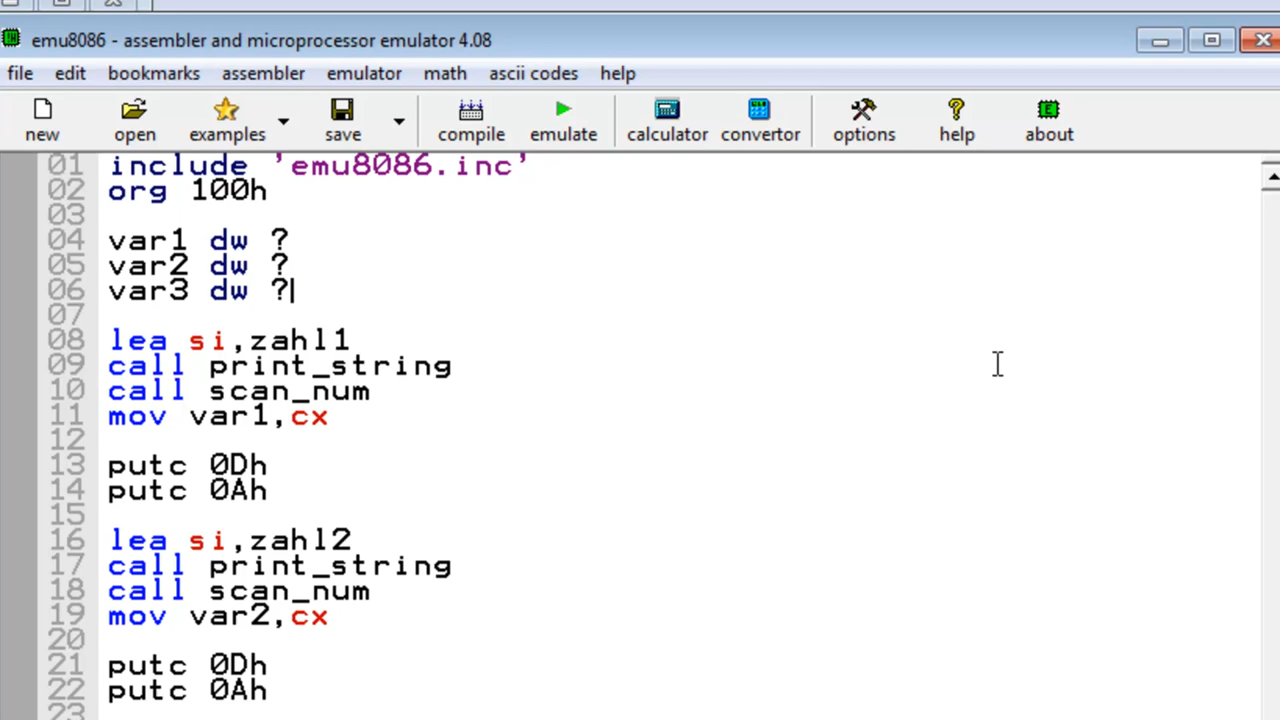 emu8086 - assembler and microprocessor emulator 4.08
file edit bookmarks assembler emulator math ascii codes help
new open examples save compile emulate calculator convertor options help about
01 include 'emu8086.inc'
02 org 100h
03
04 var1 dw ?
05 var2 dw ?
06 var3 dw ?
07
08 lea si,zahl1
09 call print_string
10 call scan_num
11 mov var1,cx
12
13 putc 0Dh
14 putc 0Ah
15
16 lea si,zahl2
17 call print_string
18 call scan_num
19 mov var2,cx
20
21 putc 0Dh
22 putc 0Ah
23